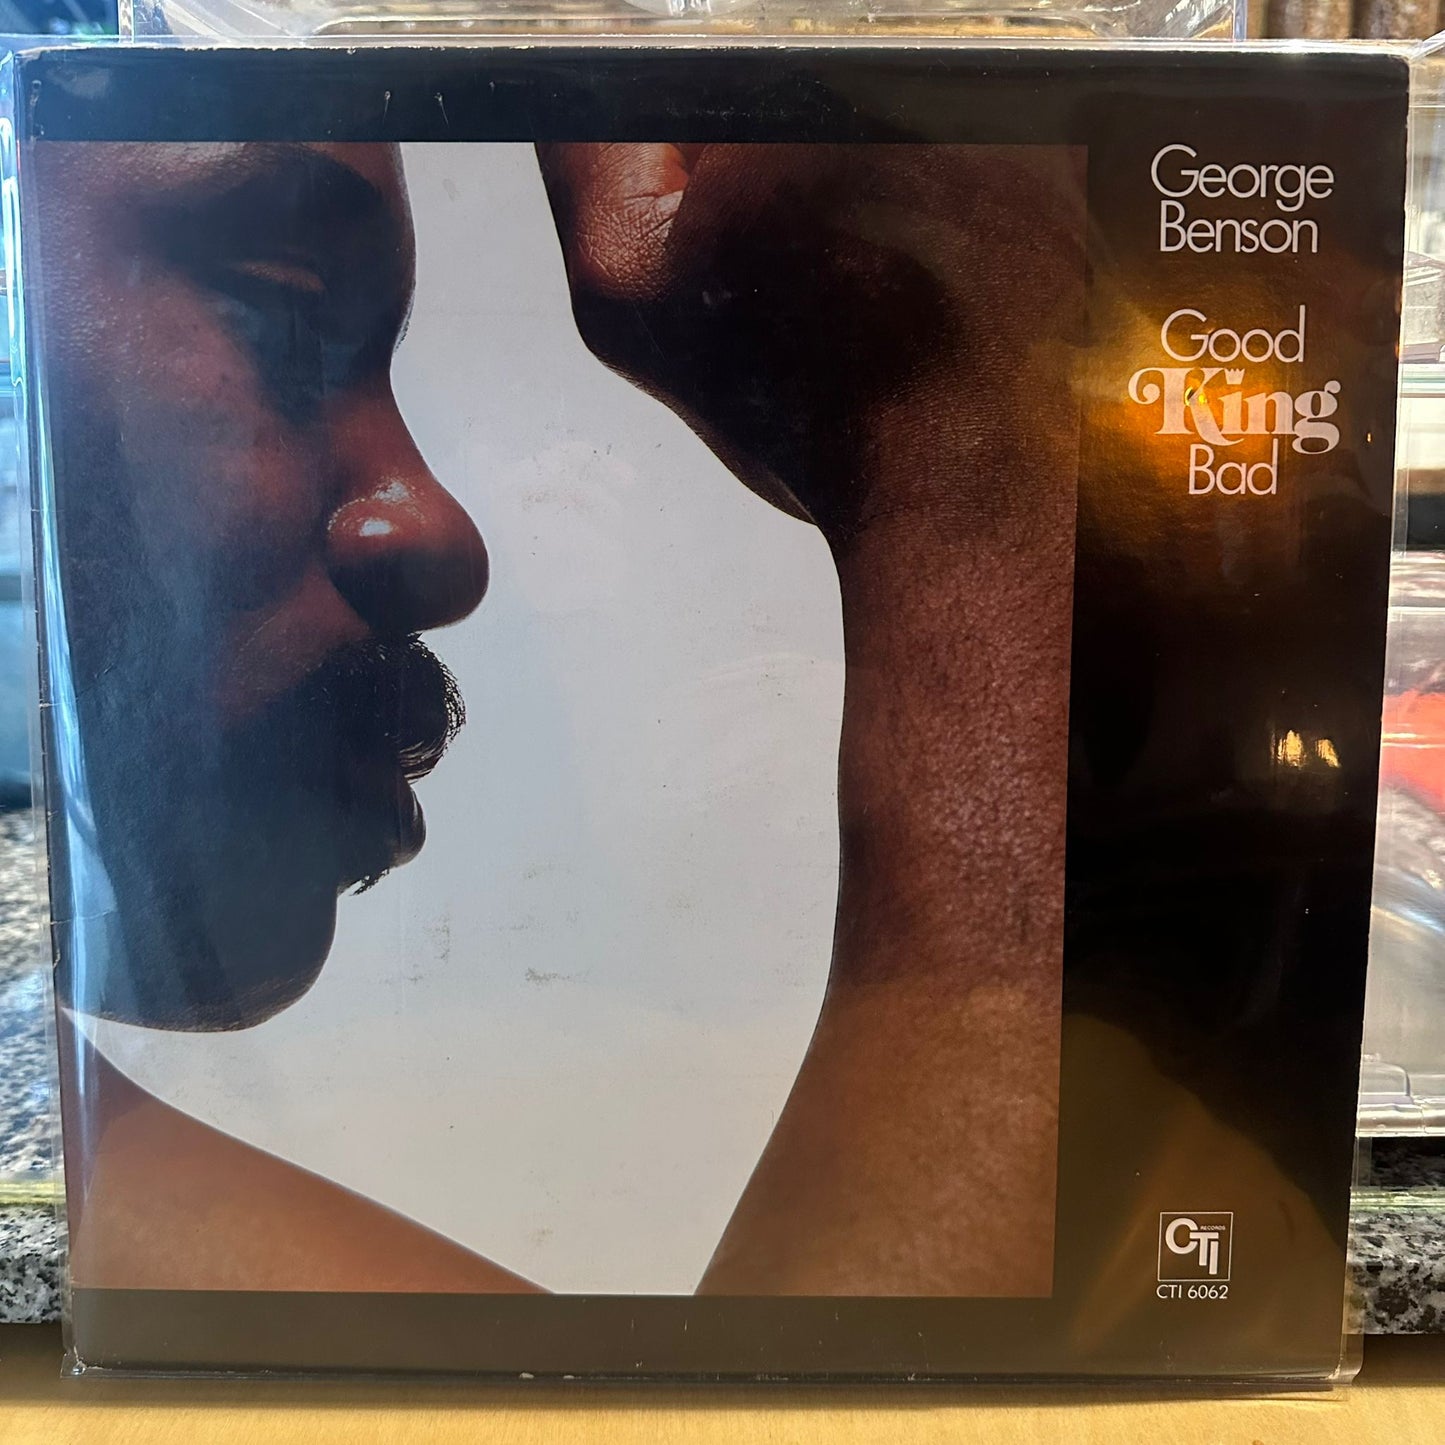 George
Benson
Good
King
Bad
CTI
RECORDS
CTI 6062